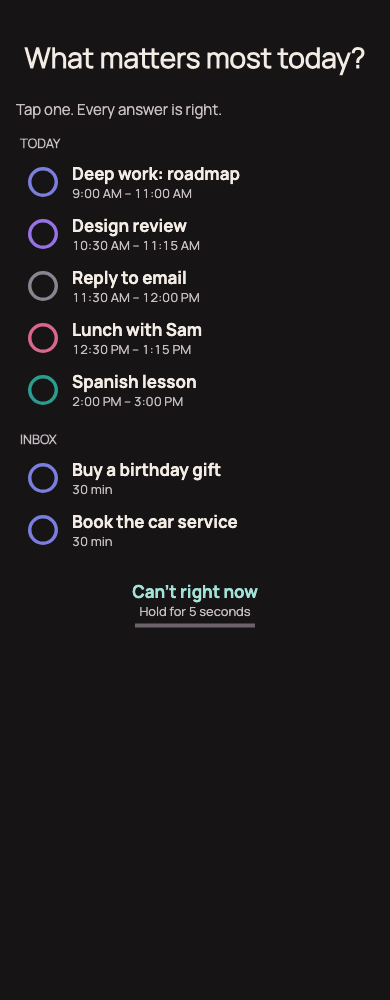 What matters most today?
Tap one. Every answer is right.
TODAY
Deep work: roadmap
9:00 AM – 11:00 AM
Design review
10:30 AM – 11:15 AM
Reply to email
11:30 AM – 12:00 PM
Lunch with Sam
12:30 PM – 1:15 PM
Spanish lesson
2:00 PM – 3:00 PM
INBOX
Buy a birthday gift
30 min
Book the car service
30 min
Can't right now
Hold for 5 seconds